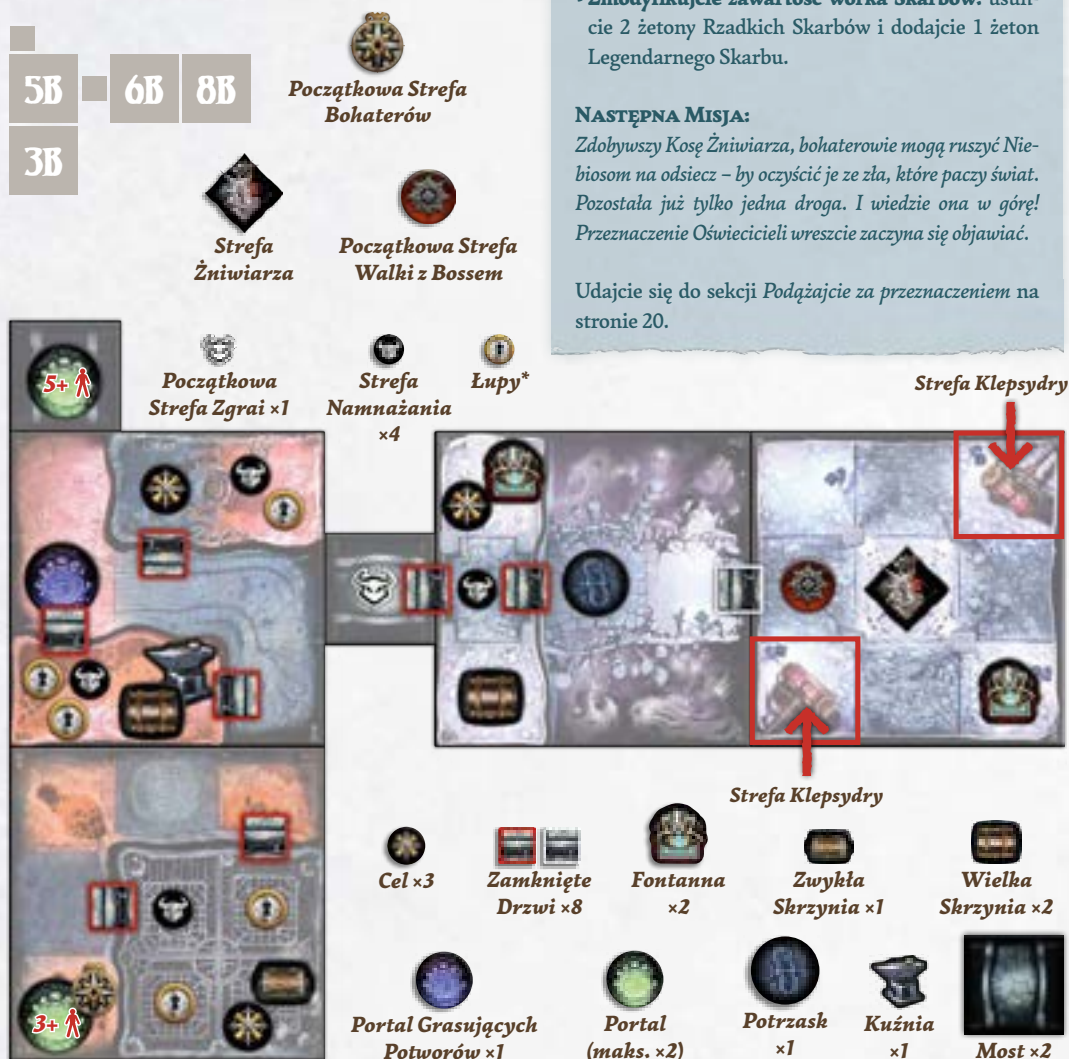 Zmodyfikujcie zawartość worka Skarbów: usuń-
cie 2 żetony Rzadkich Skarbów i dodajcie 1 żeton
Legendarnego Skarbu.
Następna Misja:
Zdobywszy Kosę Żniwiarza, bohaterowie mogą ruszyć Nie-
biosom na odsiecz – by oczyścić je ze zła, które paczy świat.
Pozostała już tylko jedna droga. I wiedzie ona w górę!
Przeznaczenie Oświecicieli wreszcie zaczyna się objawiać.
Udajcie się do sekcji Podążajcie za przeznaczeniem na
stronie 20.
5B 6B 8B
3B
Początkowa Strefa
Bohaterów
Strefa
Żniwiarza
Początkowa Strefa
Walki z Bossem
Początkowa
Strefa Zgrai ×1
Strefa
Namnażania
×4
Łupy*
5+
Strefa Klepsydry
Strefa Klepsydry
3+
Cel ×3
Zamknięte
Drzwi ×8
Fontanna
×2
Zwykła
Skrzynia ×1
Wielka
Skrzynia ×2
Portal Grasujących
Potworów ×1
Portal
(maks. ×2)
Potrzask
×1
Kuźnia
×1
Most ×2